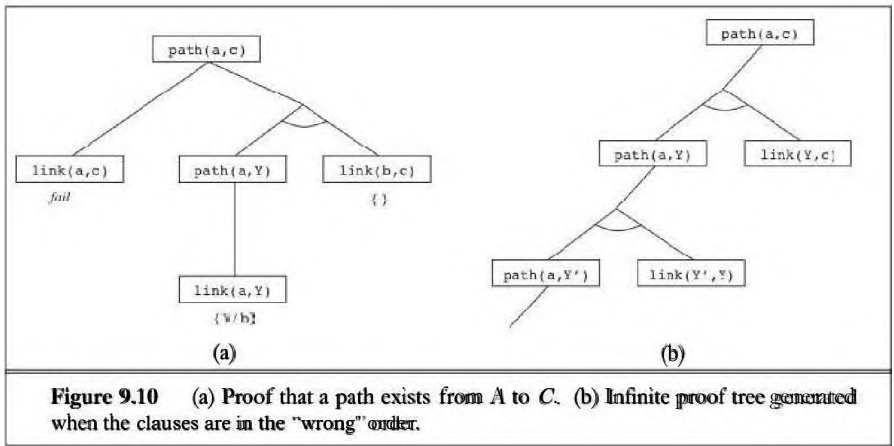 path(a,c)
link(a,c)
fail
path(a,Y)
link(b,c)
{ }
link(a,Y)
{Y/b}
(a)
path(a,c)
path(a,Y)
link(Y,c)
path(a,Y')
link(Y',Y)
(b)
Figure 9.10 (a) Proof that a path exists from A to C. (b) Infinite proof tree generated
when the clauses are in the "wrong" order.